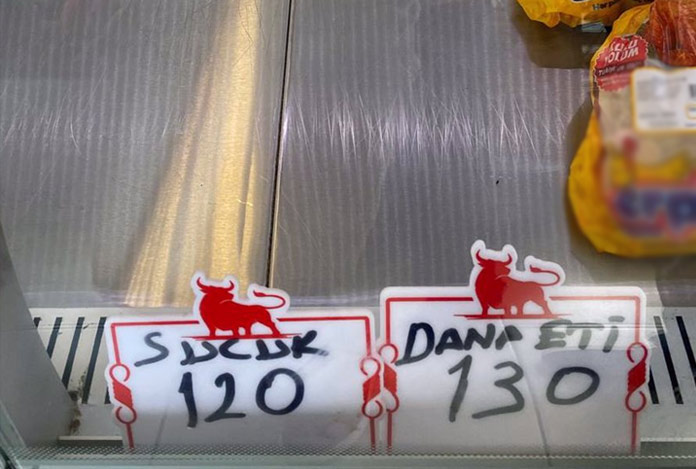 SUCUK
120
DANA ETİ
130